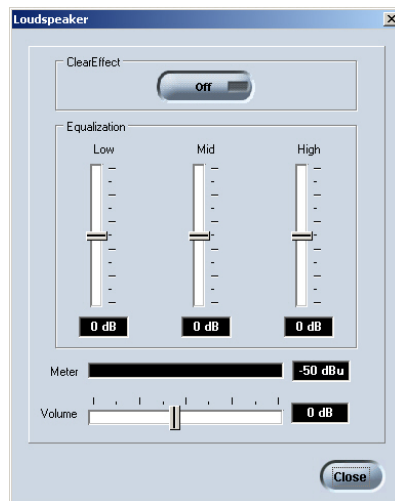 Loudspeaker
ClearEffect
Off
Equalization
Low Mid High
0 dB 0 dB 0 dB
Meter -50 dBu
Volume 0 dB
Close